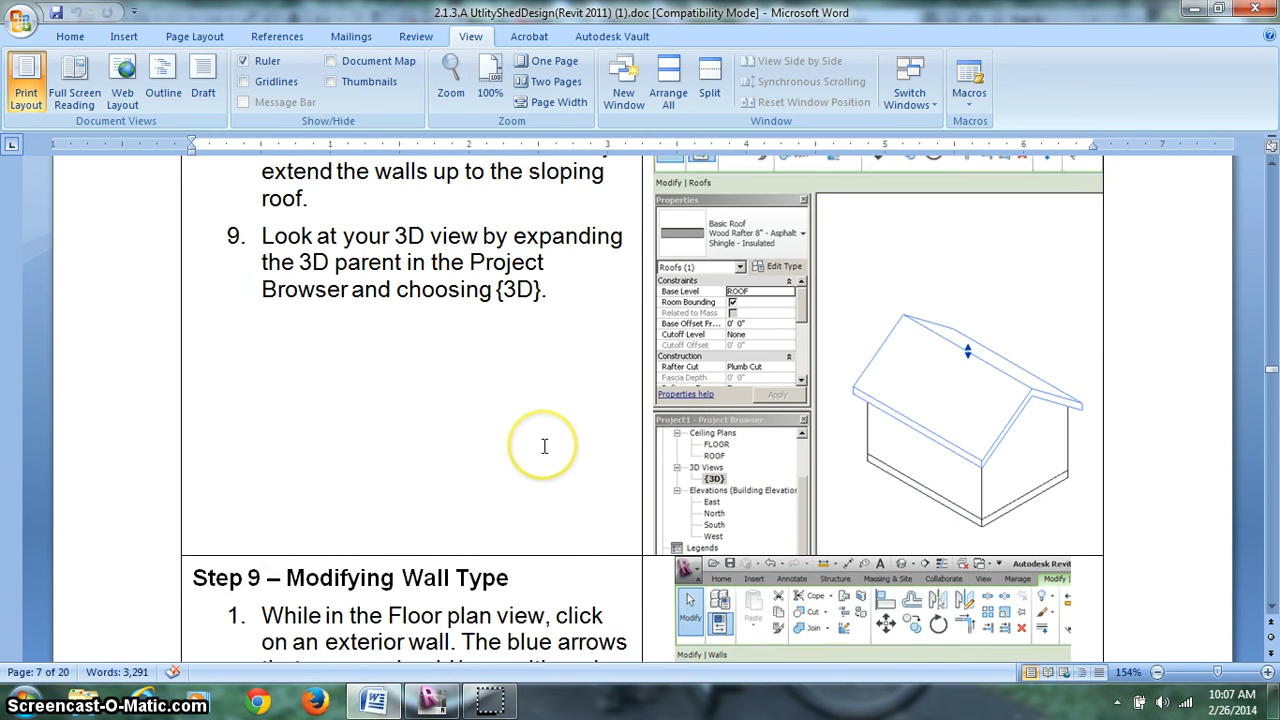 2.1.3.A UtlityShedDesign(Revit 2011) (1).doc [Compatibility Mode] - Microsoft Word
Home Insert Page Layout References Mailings Review View Acrobat Autodesk Vault
Print Layout
Full Screen Reading
Web Layout
Outline
Draft
Document Views
Ruler
Gridlines
Message Bar
Document Map
Thumbnails
Show/Hide
Zoom
100%
One Page
Two Pages
Page Width
Zoom
New Window
Arrange All
Split
View Side by Side
Synchronous Scrolling
Reset Window Position
Switch Windows
Window
Macros
Macros
1 1 2 3 4 5 6 7
extend the walls up to the sloping
roof.
9. Look at your 3D view by expanding
the 3D parent in the Project
Browser and choosing {3D}.
Join
Modify | Roofs
Properties
Basic Roof
Wood Rafter 8" - Asphalt
Shingle - Insulated
Roofs (1) Edit Type
Constraints
Base Level ROOF
Room Bounding
Related to Mass
Base Offset Fr... 0' 0"
Cutoff Level None
Cutoff Offset 0' 0"
Construction
Rafter Cut Plumb Cut
Fascia Depth 0' 0"
Properties help Apply
Project1 - Project Browser
Ceiling Plans
FLOOR
ROOF
3D Views
{3D}
Elevations (Building Elevation
East
North
South
West
Legends
Step 9 – Modifying Wall Type
1. While in the Floor plan view, click
on an exterior wall. The blue arrows
Autodesk Revit
Home Insert Annotate Structure Massing & Site Collaborate View Manage Modify
Modify
Paste
Cope
Cut
Join
Modify | Walls
Page: 7 of 20 Words: 3,291 154%
Screencast-O-Matic.com
10:07 AM
2/26/2014